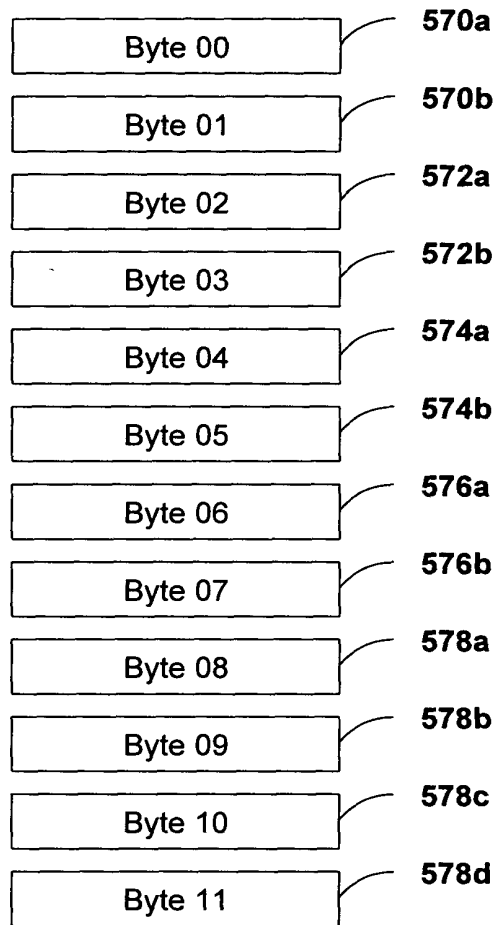 570a
Byte 00
570b
Byte 01
572a
Byte 02
572b
Byte 03
574a
Byte 04
574b
Byte 05
576a
Byte 06
576b
Byte 07
578a
Byte 08
578b
Byte 09
578c
Byte 10
578d
Byte 11